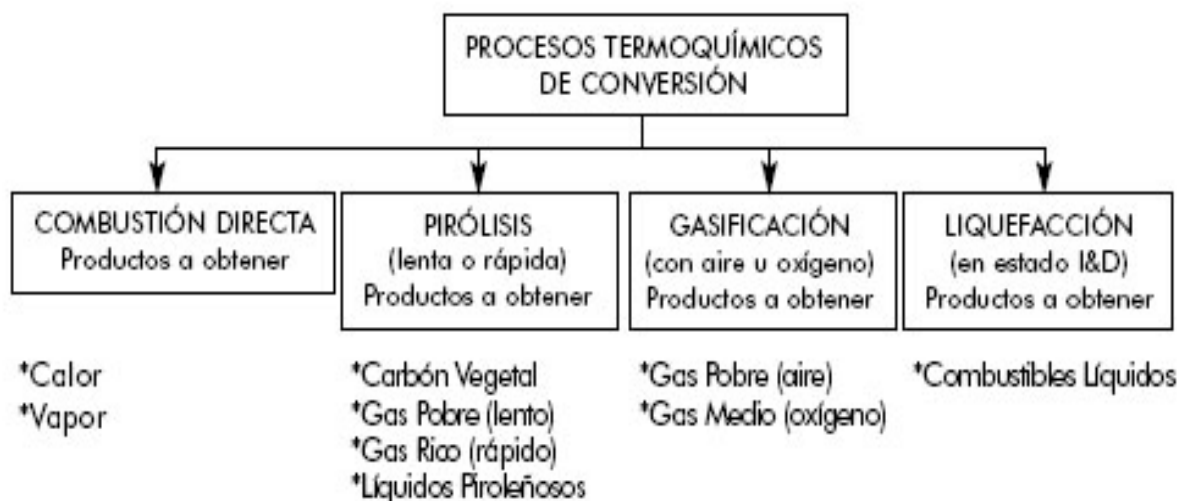 PROCESOS TERMOQUÍMICOS
DE CONVERSIÓN
COMBUSTIÓN DIRECTA
Productos a obtener
PIRÓLISIS
(lenta o rápida)
Productos a obtener
GASIFICACIÓN
(con aire u oxígeno)
Productos a obtener
LIQUEFACCIÓN
(en estado I&D)
Productos a obtener
*Calor
*Vapor
*Carbón Vegetal
*Gas Pobre (lento)
*Gas Rico (rápido)
*Líquidos Piroleñosos
*Gas Pobre (aire)
*Gas Medio (oxígeno)
*Combustibles Líquidos